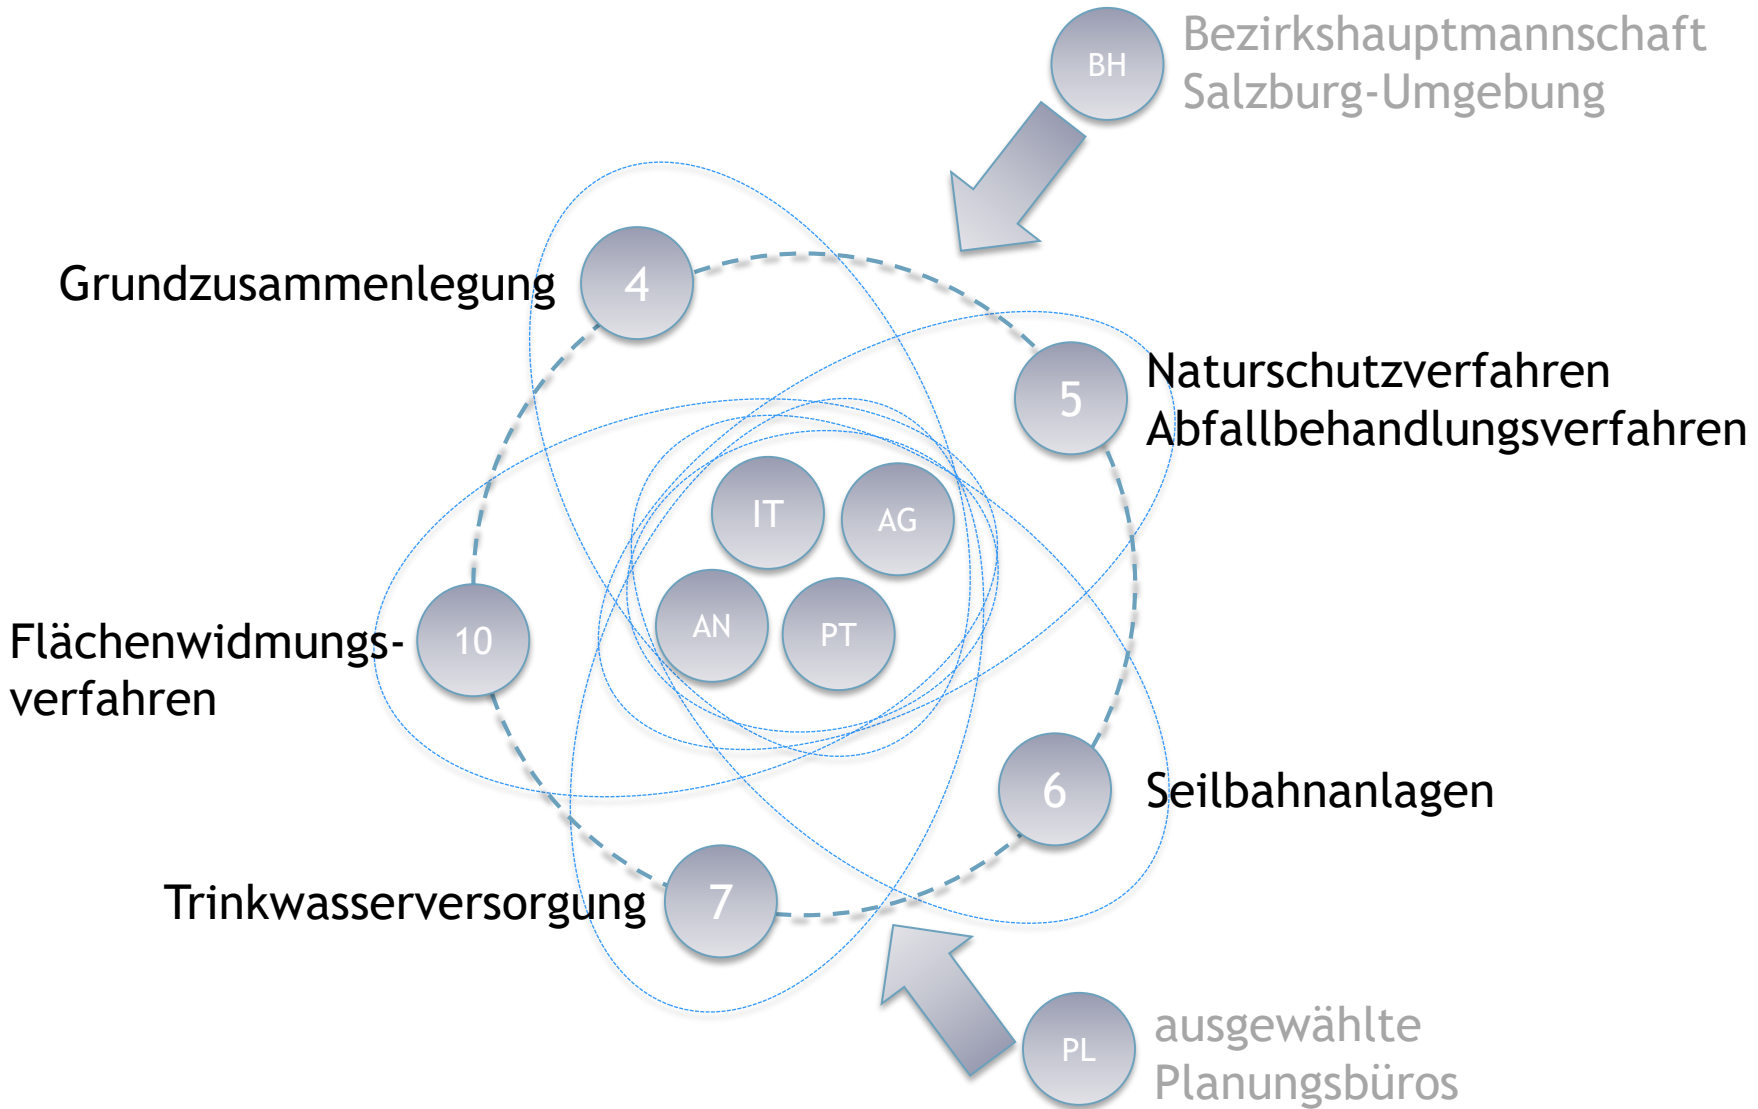 BH
Bezirkshauptmannschaft
Salzburg-Umgebung
Grundzusammenlegung
4
5
Naturschutzverfahren
Abfallbehandlungsverfahren
IT
AG
AN
PT
Flächenwidmungs-
verfahren
10
6
Seilbahnanlagen
Trinkwasserversorgung
7
PL
ausgewählte
Planungsbüros